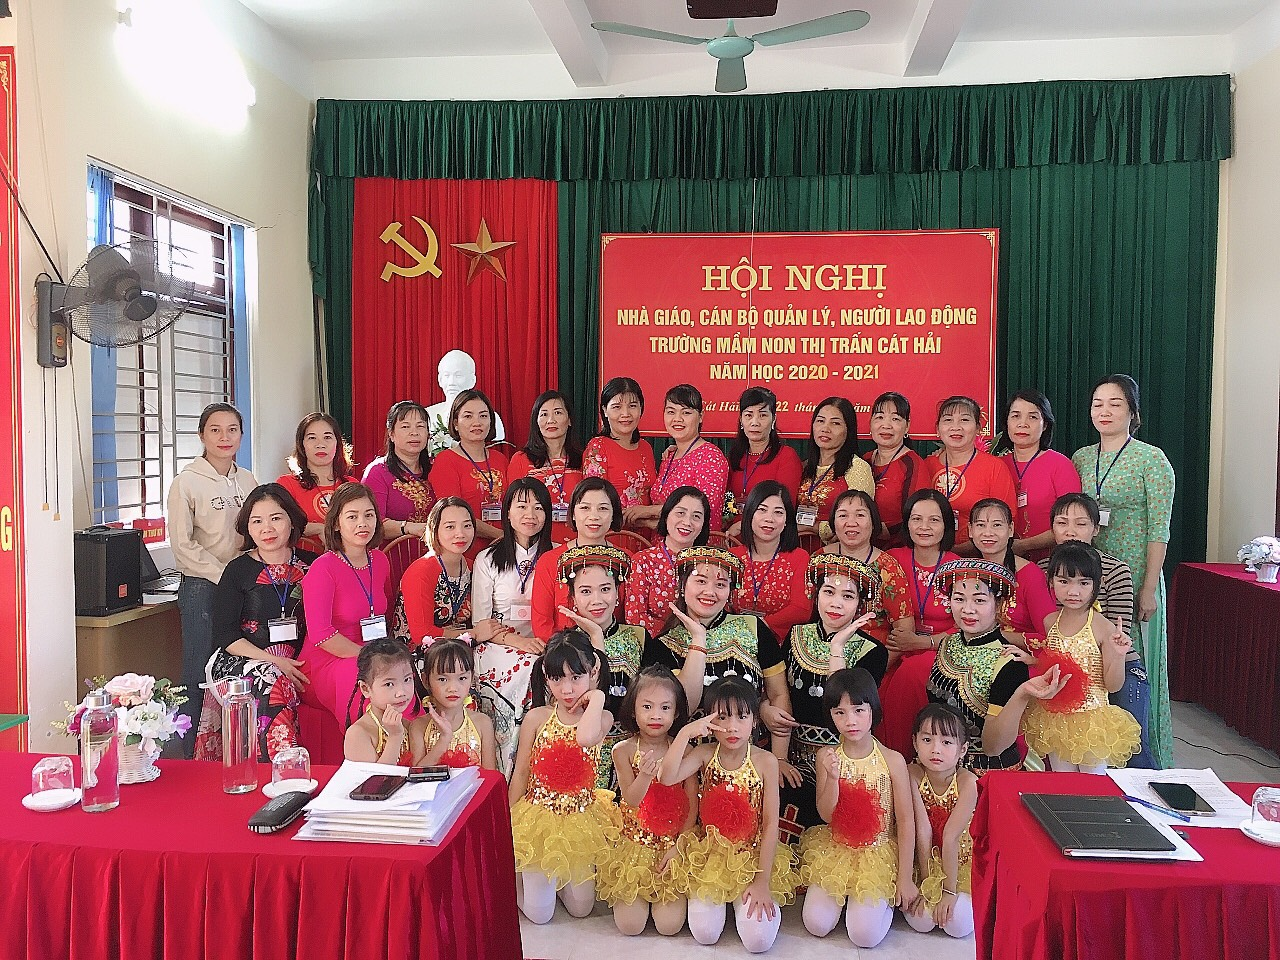 HỘI NGHỊ
NHÀ GIÁO, CÁN BỘ QUẢN LÝ, NGƯỜI LAO ĐỘNG
TRƯỜNG MẦM NON THỊ TRẤN CÁT HẢI
NĂM HỌC 2020 - 2021
22